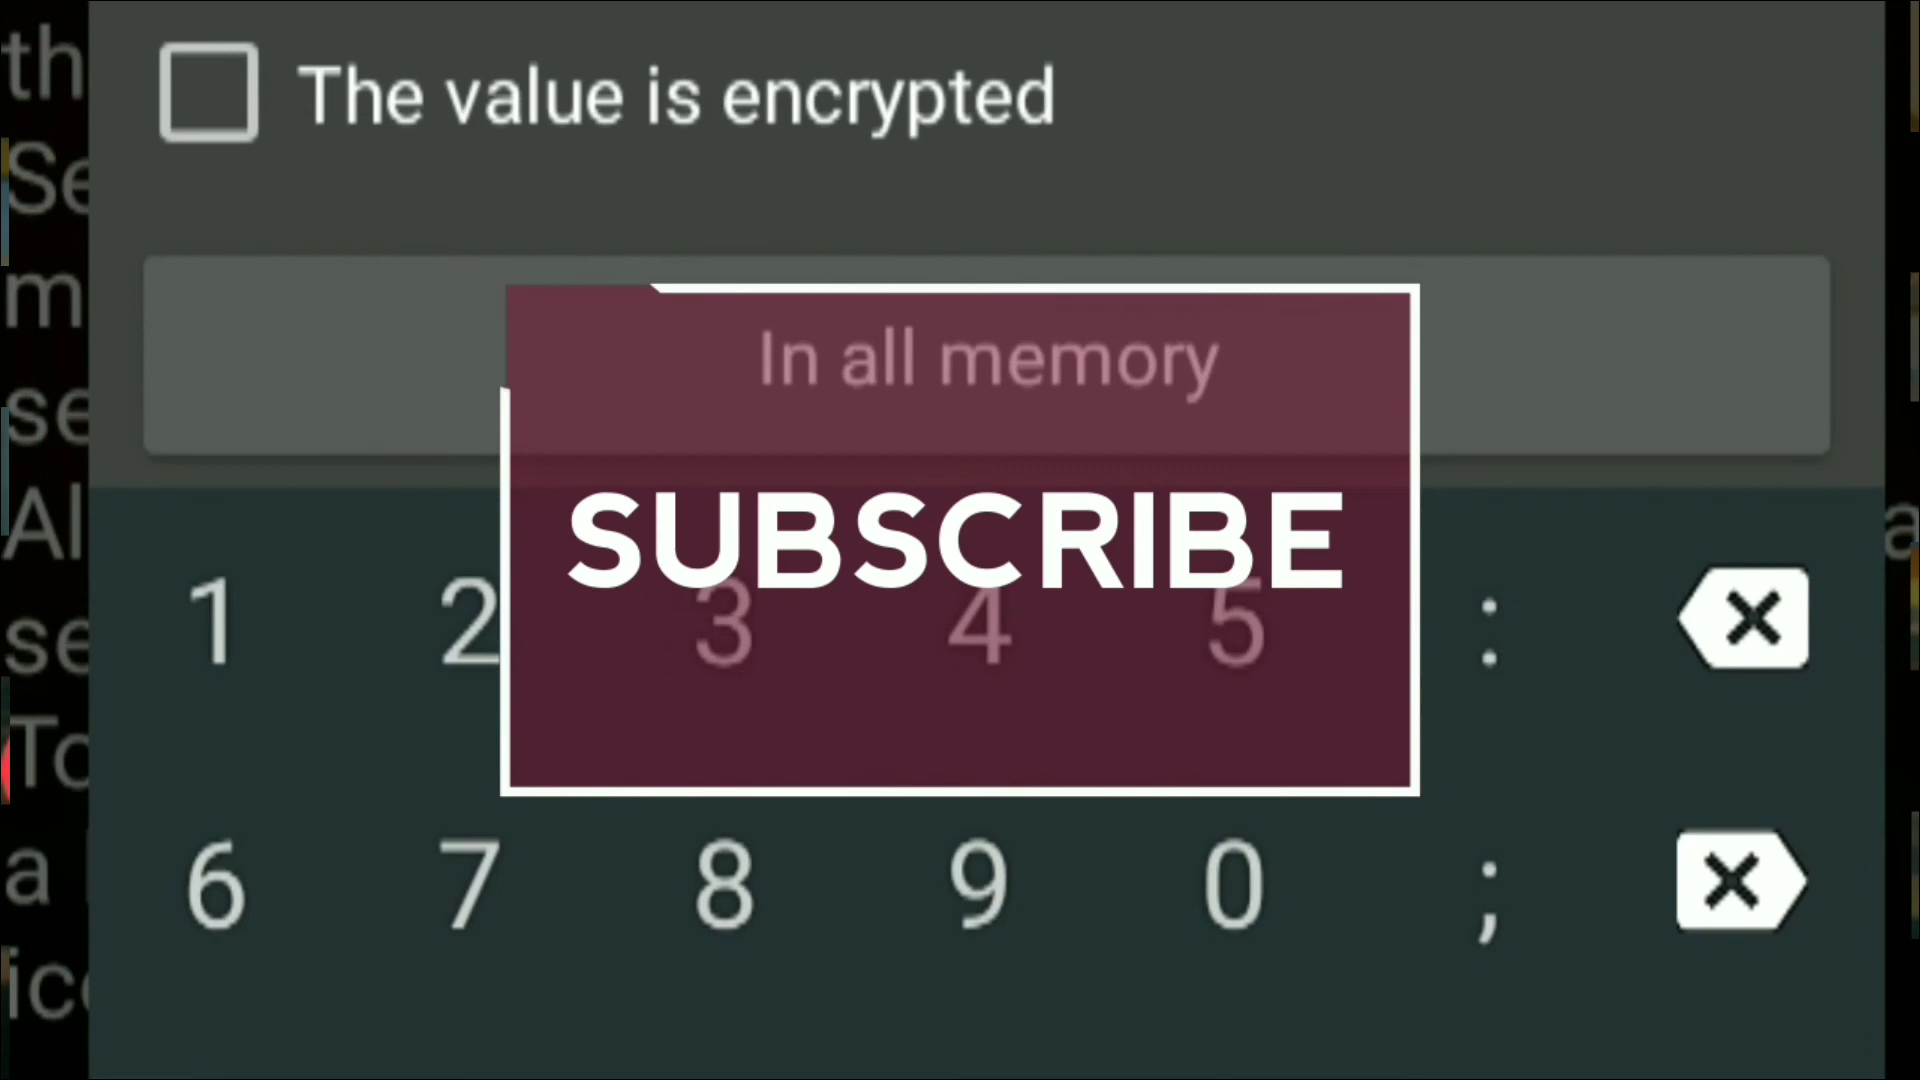 The value is encrypted
In all memory
SUBSCRIBE
1 2 3 4 5 :
6 7 8 9 0 ;